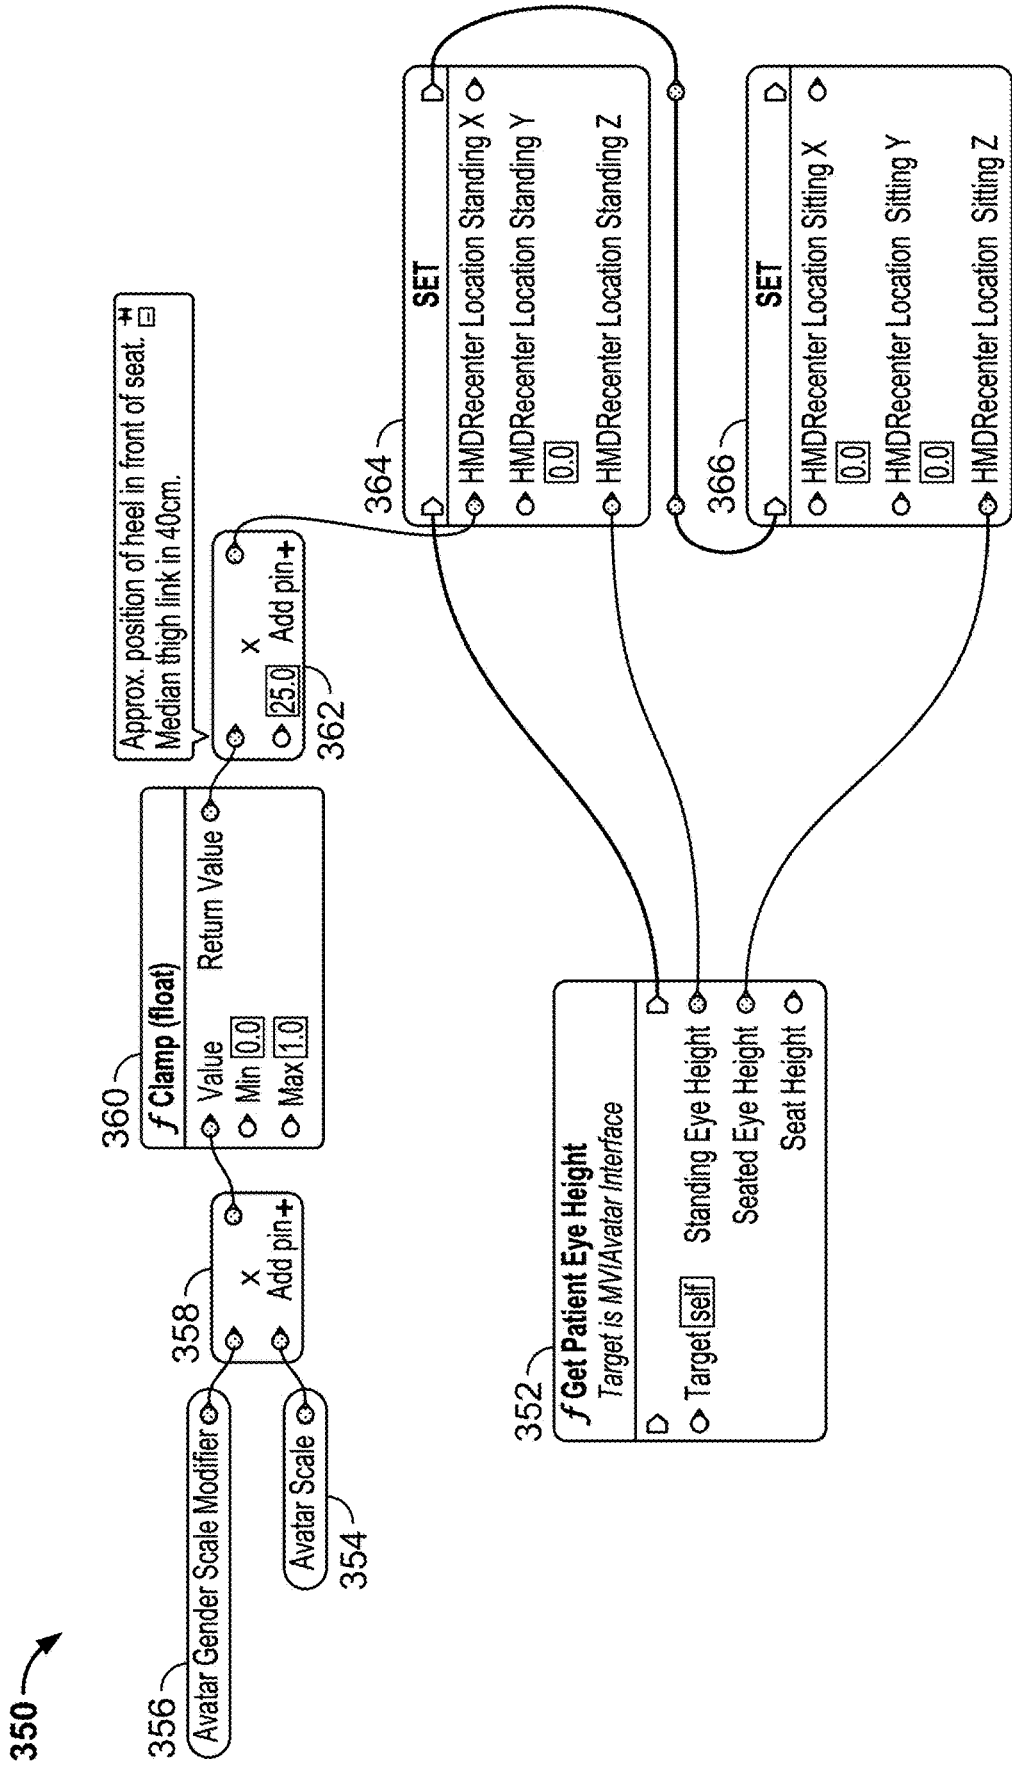 350
356
Avatar Gender Scale Modifier
Avatar Scale
354
358
x
Add pin+
360
f Clamp (float)
Value
Return Value
Min 0.0
Max 1.0
Approx. position of heel in front of seat.
Median thigh link in 40cm.
x
25.0 Add pin+
362
352
f Get Patient Eye Height
Target is MVIAvatar Interface
Target self
Standing Eye Height
Seated Eye Height
Seat Height
364
SET
HMDRecenter Location Standing X
HMDRecenter Location Standing Y
0.0
HMDRecenter Location Standing Z
366
SET
HMDRecenter Location Sitting X
0.0
HMDRecenter Location Sitting Y
0.0
HMDRecenter Location Sitting Z